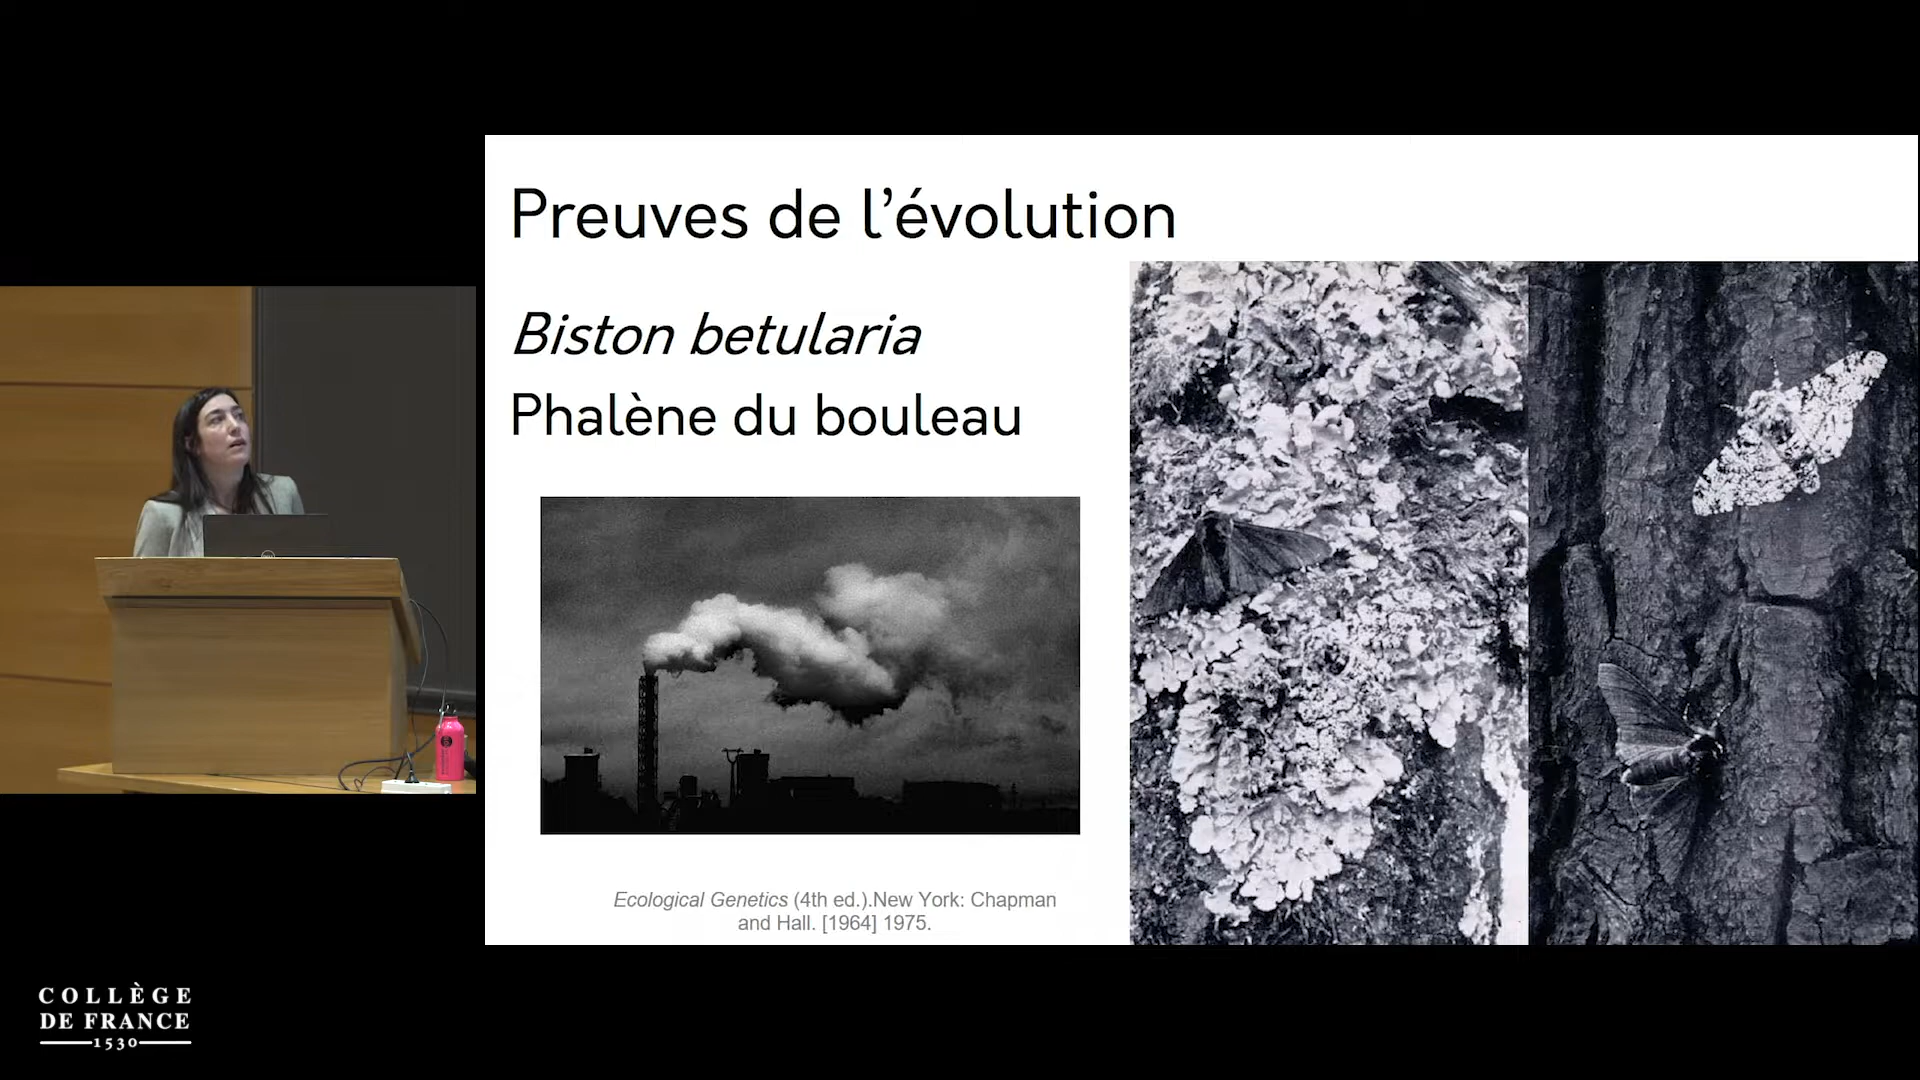 Preuves de l’évolution
Biston betularia
Phalène du bouleau
Ecological Genetics (4th ed.).New York: Chapman
and Hall. [1964] 1975.
COLLÈGE
DE FRANCE
1530